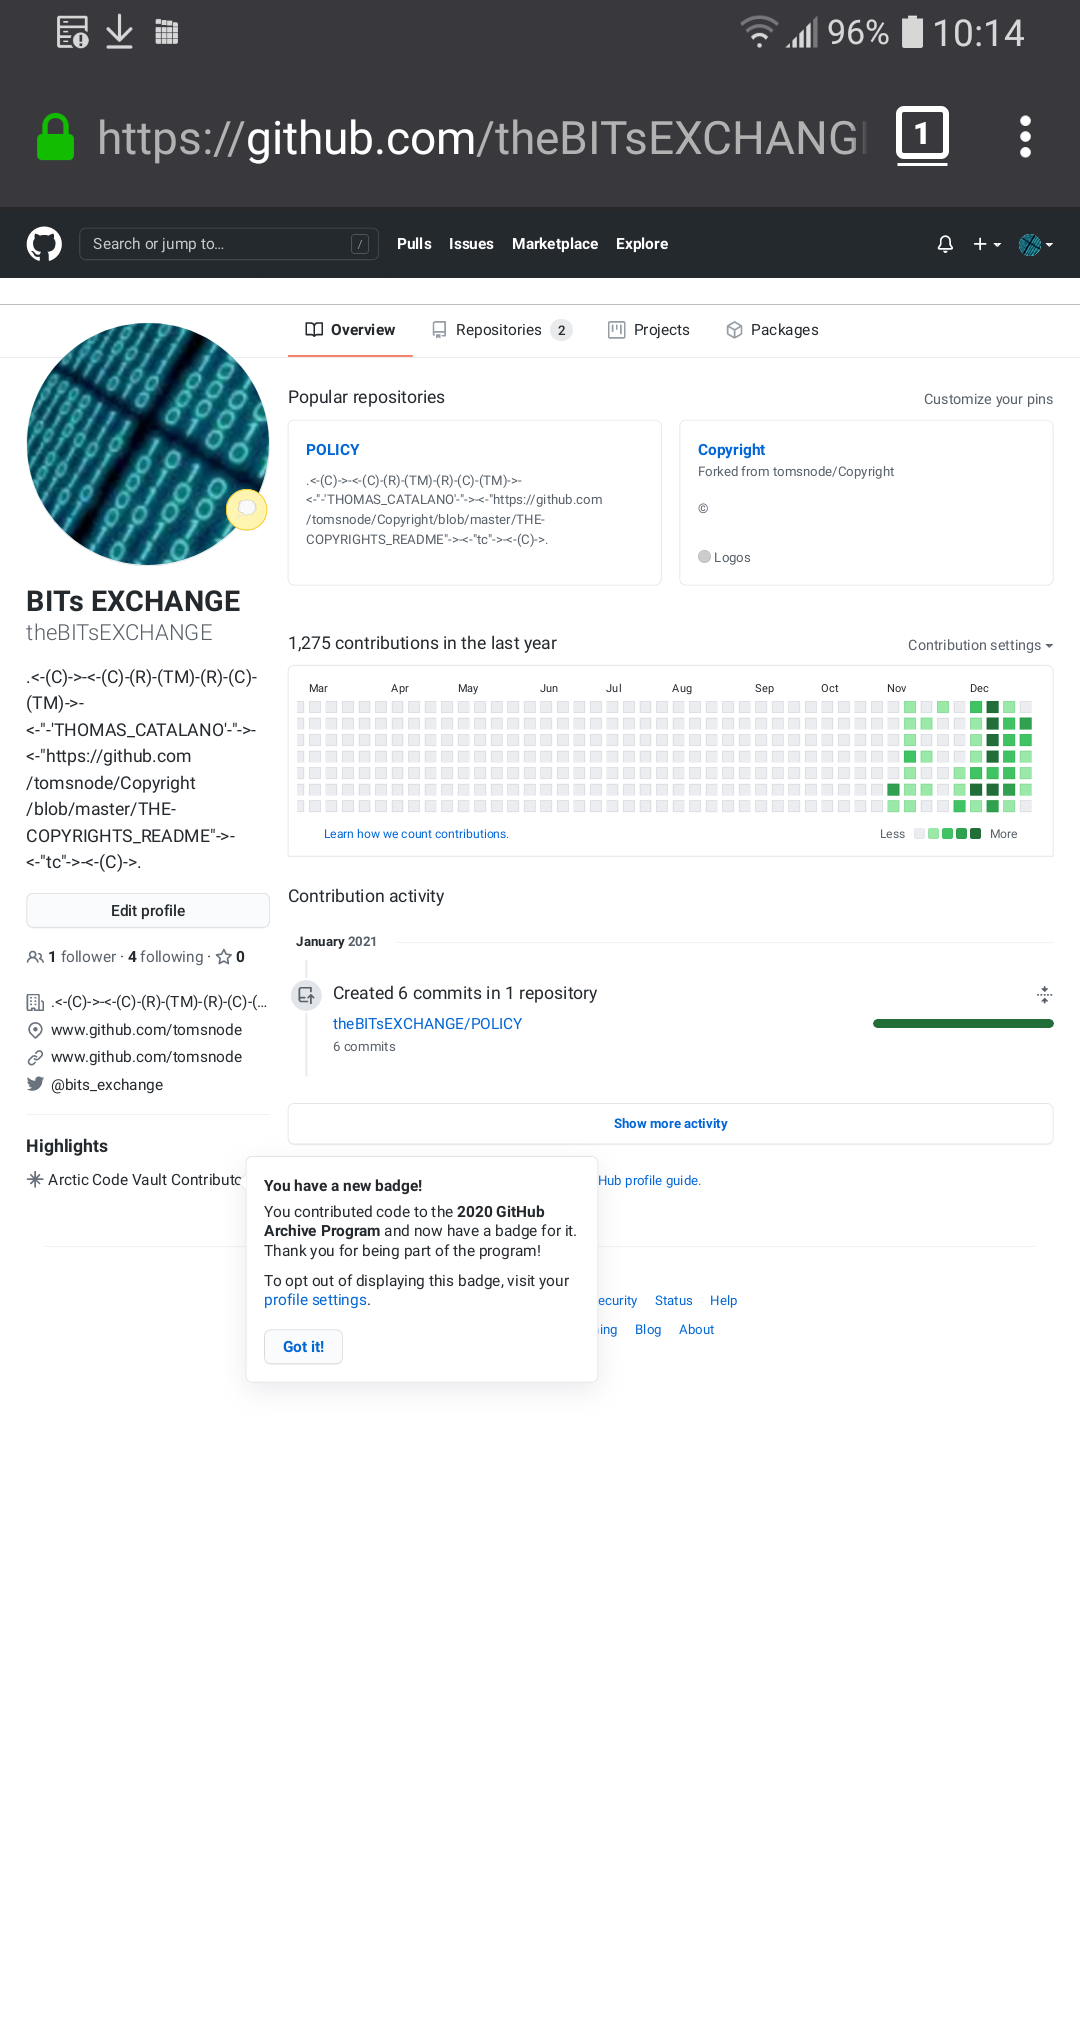 96% 10:14
https://github.com/theBITsEXCHANG
1
Search or jump to… / Pulls Issues Marketplace Explore
Overview Repositories 2 Projects Packages
Popular repositories
Customize your pins
POLICY
.<-(C)->-<-(C)-(R)-(TM)-(R)-(C)-(TM)->-
<-"-'THOMAS_CATALANO'-"->-<-"https://github.com
/tomsnode/Copyright/blob/master/THE-
COPYRIGHTS_README"->-<-"tc"->-<-(C)->.
Copyright
Forked from tomsnode/Copyright
©
Logos
BITs EXCHANGE
theBITsEXCHANGE
.<-(C)->-<-(C)-(R)-(TM)-(R)-(C)-
(TM)->-
<-"-'THOMAS_CATALANO'-"->-
<-"https://github.com
/tomsnode/Copyright
/blob/master/THE-
COPYRIGHTS_README"->-
<-"tc"->-<-(C)->.
Edit profile
1 follower · 4 following · 0
.<-(C)->-<-(C)-(R)-(TM)-(R)-(C)-(…
www.github.com/tomsnode
www.github.com/tomsnode
@bits_exchange
Highlights
Arctic Code Vault Contributo
1,275 contributions in the last year
Contribution settings
Mar Apr May Jun Jul Aug Sep Oct Nov Dec
Learn how we count contributions.
Less More
Contribution activity
January 2021
Created 6 commits in 1 repository
theBITsEXCHANGE/POLICY
6 commits
Show more activity
Hub profile guide.
You have a new badge!
You contributed code to the 2020 GitHub
Archive Program and now have a badge for it.
Thank you for being part of the program!
To opt out of displaying this badge, visit your
profile settings.
Got it!
ecurity Status Help
ing Blog About